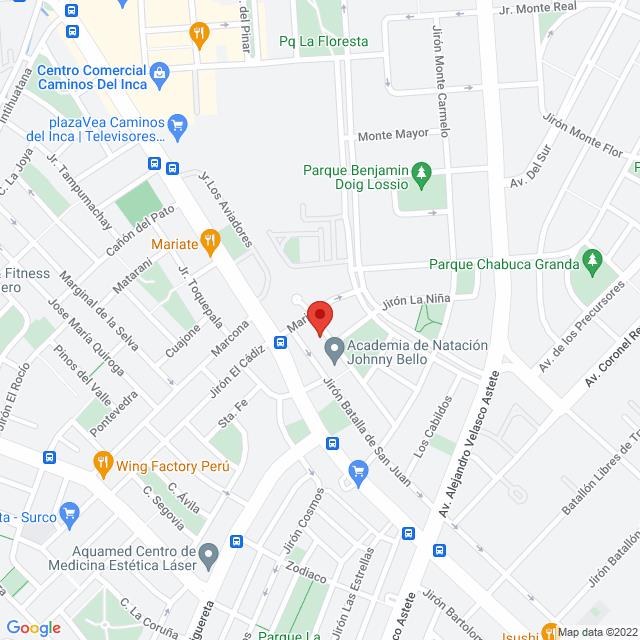 Jr. Monte Real
del Pinar
Pq La Floresta
Jirón Monte Carmelo
Centro Comercial
Caminos Del Inca
Intihuatana
plazaVea Caminos
del Inca | Televisores...
Monte Mayor
Jirón Monte Flor
C. La Joya
Jr. Tampumachay
Jr. Los Aviadores
Parque Benjamin
Doig Lossio
Av. Del Sur
Cañón del Pato
Mariate
Matarani
Parque Chabuca Granda
& Fitness
ero
Marginal de la Selva
Jr. Toquepala
Jirón La Niña
Av. de los Precursores
Jose María Quiroga
Cuajone
Marcona
Mari
Academia de Natación
Johnny Bello
Av. Coronel Re
Pinos del Valle
Jirón El Cádiz
Jirón El Rocío
Pontevedra
Sta. Fe
Jirón Batalla de San Juan
Los Cabildos
Av. Alejandro Velasco Astete
Batallón Libres de Tr
Wing Factory Perú
C. Ávila
C. Segovia
ta - Surco
Jirón Cosmos
Aquamed Centro de
Medicina Estética Láser
Zodiaco
Jirón Las Estrellas
Jirón Batallón
C. La Coruña
Figuereta
Astete
Jirón Bartolom
Parque La
Isushi
Google
Map data ©2022